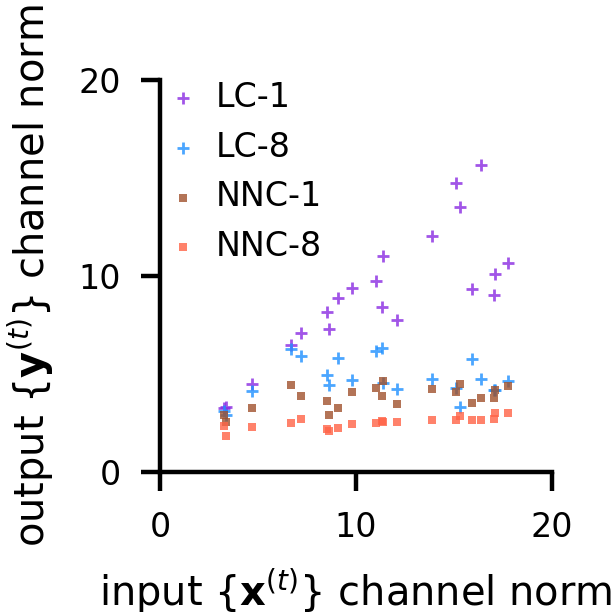 output {𝐲⁽ᵗ⁾} channel norm
20
10
0
LC-1
LC-8
NNC-1
NNC-8
0 10 20
input {𝐱⁽ᵗ⁾} channel norm